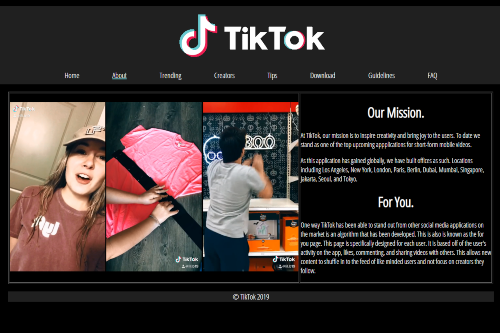 TikTok
Home About Trending Creators Tips Download Guidelines FAQ
Our Mission.
At TikTok, our mission is to inspire creativity and bring joy to the users. To date we
stand as one of the top upcoming appplications for short-form mobile videos.
As this application has gained globally, we have built offices as such. Locations
including Los Angeles, New York, London, Paris, Berlin, Dubai, Mumbai, Singapore,
Jakarta, Seoul, and Tokyo.
For You.
One way TikTok has been able to stand out from other social media applications on
the market is an algorithm that has been developed. This is also is known as the for
you page. This page is specifically designed for each user. It is based off of the user's
activity on the app, likes, commenting, and sharing videos with others. This allows new
content to shuffle in to the feed of like minded users and not focus on creators they
follow.
TikTok
TikTok
TikTok
© TikTok 2019